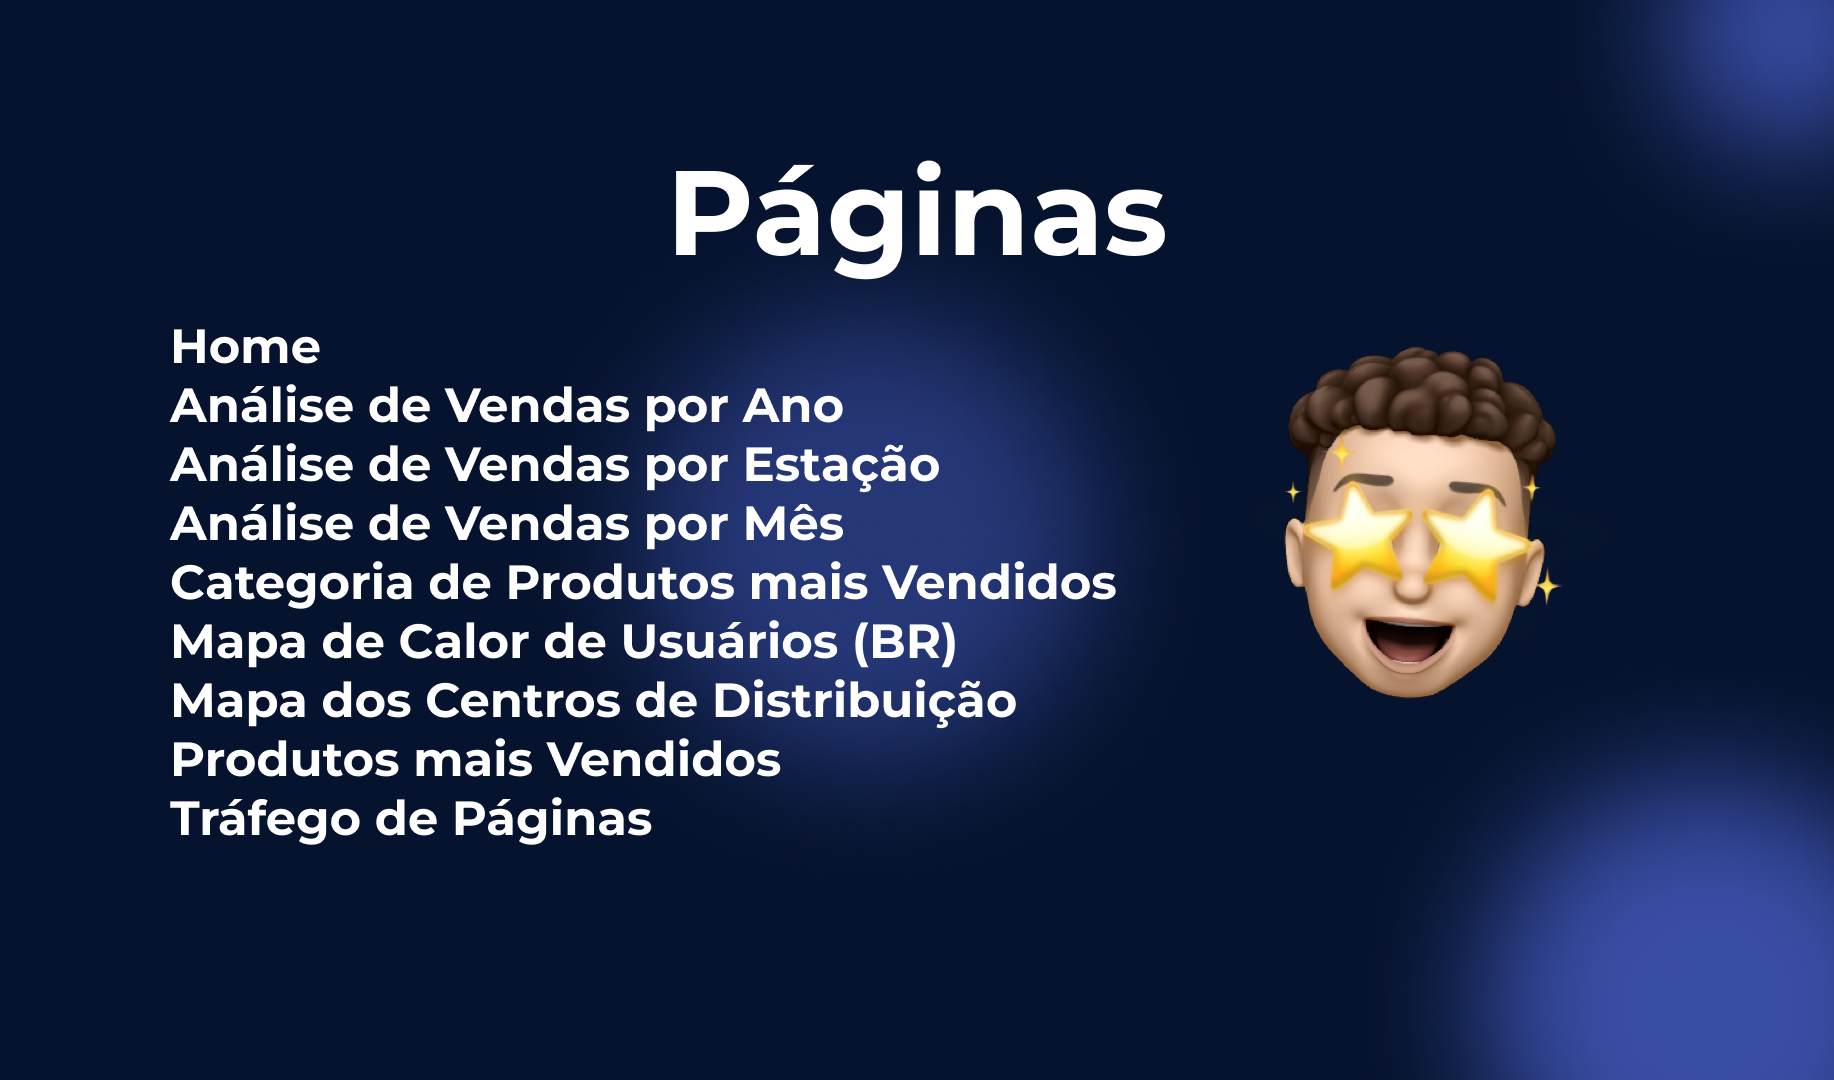 Páginas
Home
Análise de Vendas por Ano
Análise de Vendas por Estação
Análise de Vendas por Mês
Categoria de Produtos mais Vendidos
Mapa de Calor de Usuários (BR)
Mapa dos Centros de Distribuição
Produtos mais Vendidos
Tráfego de Páginas